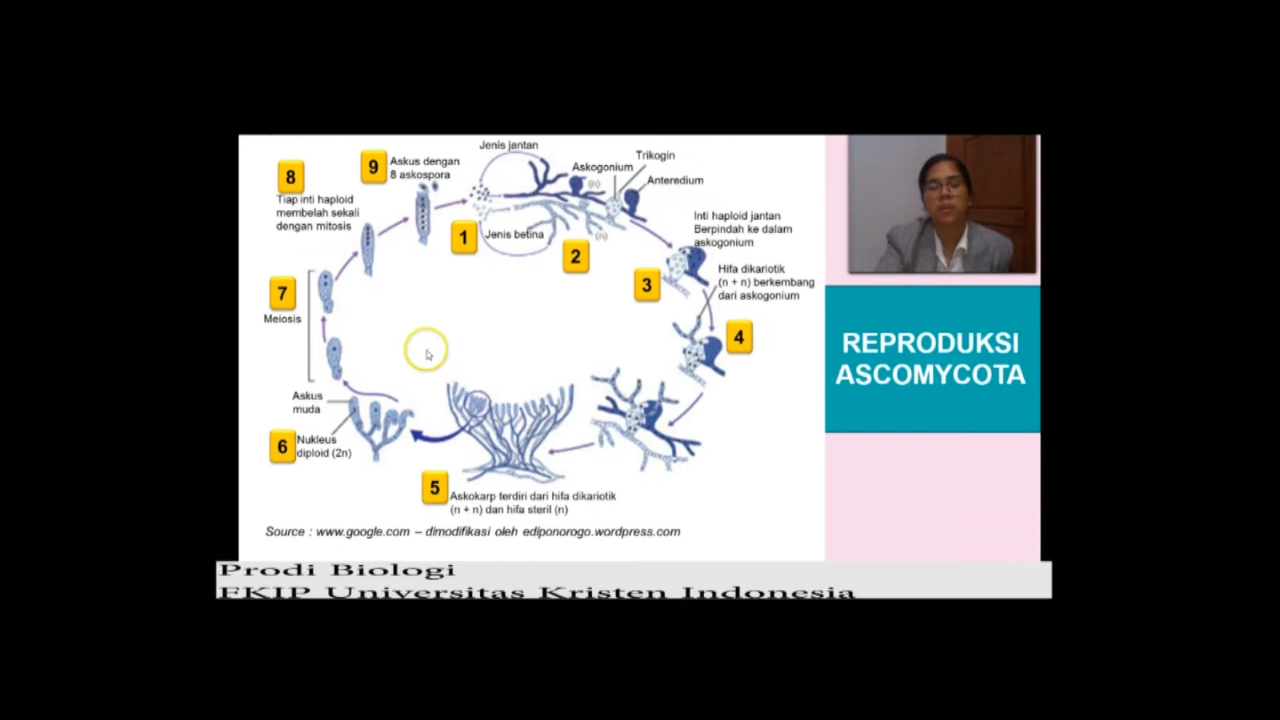 8
Tiap inti haploid
membelah sekali
dengan mitosis
9
Askus dengan
8 askospora
Jenis jantan
1
Jenis betina
2
Askogonium
(n)
(n)
Trikogin
Anteredium
Inti haploid jantan
Berpindah ke dalam
askogonium
3
Hifa dikariotik
(n + n) berkembang
dari askogonium
4
7
Meiosis
Askus
muda
6
Nukleus
diploid (2n)
5
Askokarp terdiri dari hifa dikariotik
(n + n) dan hifa steril (n)
Source : www.google.com – dimodifikasi oleh ediponorogo.wordpress.com
REPRODUKSI
ASCOMYCOTA
Prodi Biologi
FKIP Universitas Kristen Indonesia